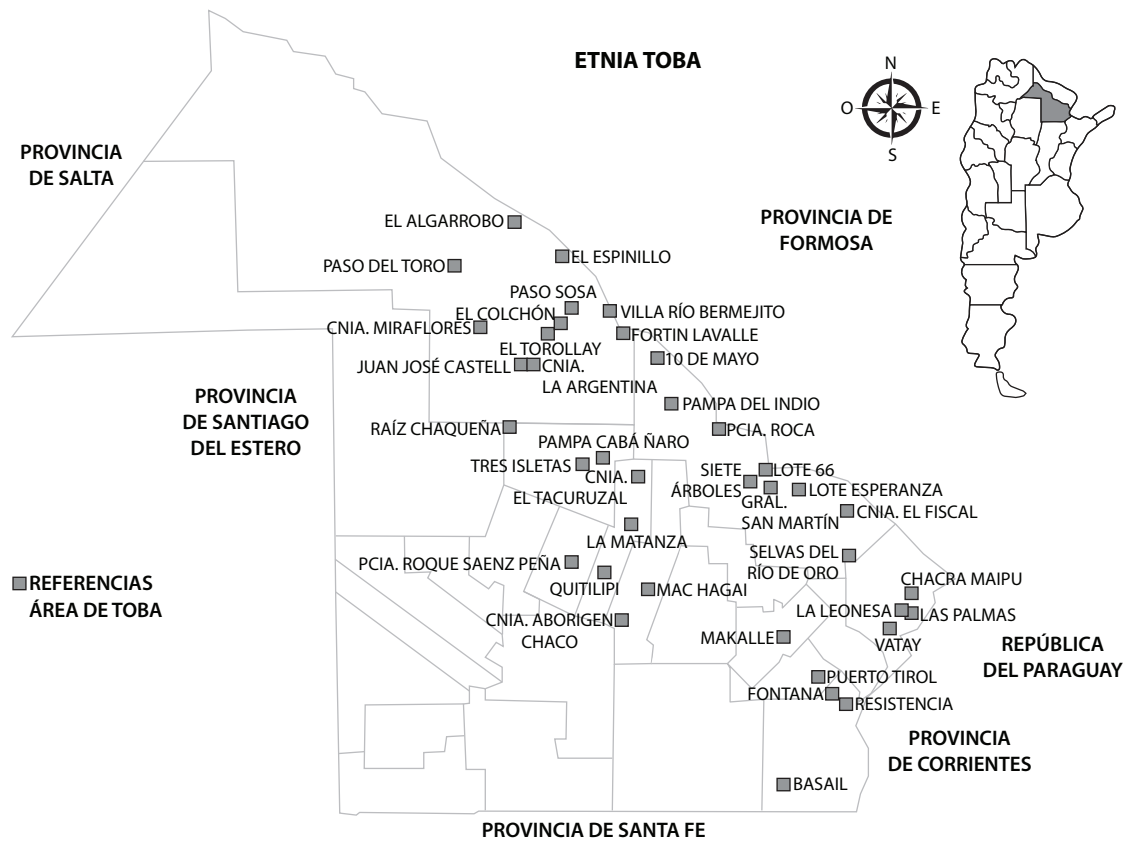 ETNIA TOBA
N
O
E
S
PROVINCIA
DE SALTA
PROVINCIA DE
FORMOSA
EL ALGARROBO
EL ESPINILLO
PASO DEL TORO
PASO SOSA
EL COLCHÓN
VILLA RÍO BERMEJITO
CNIA. MIRAFLORES
FORTIN LAVALLE
EL TOROLLAY
10 DE MAYO
JUAN JOSÉ CASTELL
CNIA.
LA ARGENTINA
PROVINCIA
DE SANTIAGO
DEL ESTERO
PAMPA DEL INDIO
RAÍZ CHAQUEÑA
PCIA. ROCA
PAMPA CABÁ ÑARO
TRES ISLETAS
CNIA.
EL TACURUZAL
SIETE
ÁRBOLES
LOTE 66
GRAL.
SAN MARTÍN
LOTE ESPERANZA
CNIA. EL FISCAL
LA MATANZA
PCIA. ROQUE SAENZ PEÑA
SELVAS DEL
RÍO DE ORO
QUITILIPI
MAC HAGAI
CHACRA MAIPU
LA LEONESA
LAS PALMAS
VATAY
REFERENCIAS
ÁREA DE TOBA
CNIA. ABORIGEN
CHACO
MAKALLE
REPÚBLICA
DEL PARAGUAY
PUERTO TIROL
FONTANA
RESISTENCIA
PROVINCIA
DE CORRIENTES
BASAIL
PROVINCIA DE SANTA FE